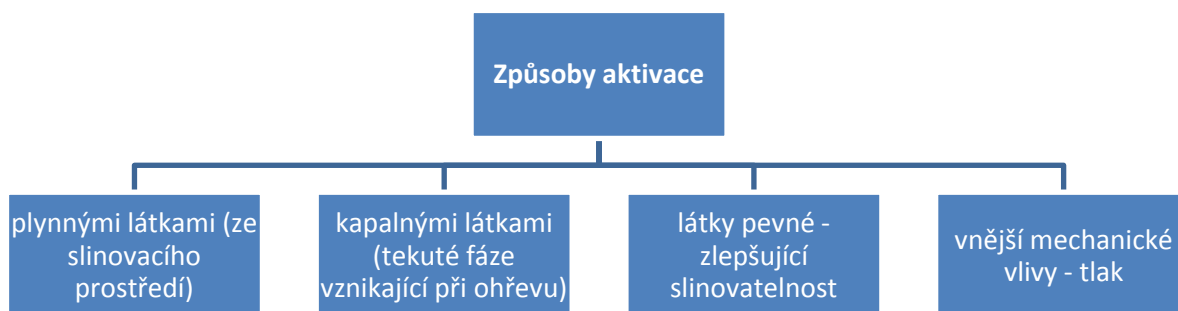 Způsoby aktivace
plynnými látkami (ze
slinovacího
prostředí)
kapalnými látkami
(tekuté fáze
vznikající při ohřevu)
látky pevné -
zlepšující
slinovatelnost
vnější mechanické
vlivy - tlak